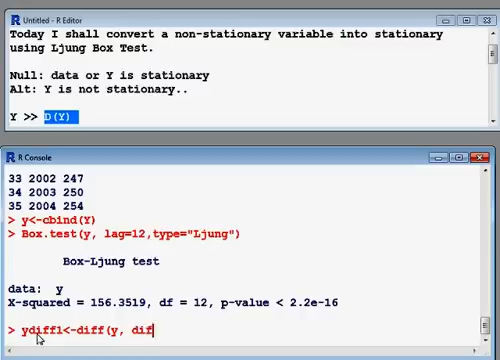 Untitled - R Editor
Today I shall convert a non-stationary variable into stationary
using Ljung Box Test.
Null: data or Y is stationary
Alt: Y is not stationary..
Y >> D(Y)
R Console
33 2002 247
34 2003 250
35 2004 254
> y<-cbind(Y)
> Box.test(y, lag=12,type="Ljung")
Box-Ljung test
data:  y
X-squared = 156.3519, df = 12, p-value < 2.2e-16
> ydiff1<-diff(y, dif